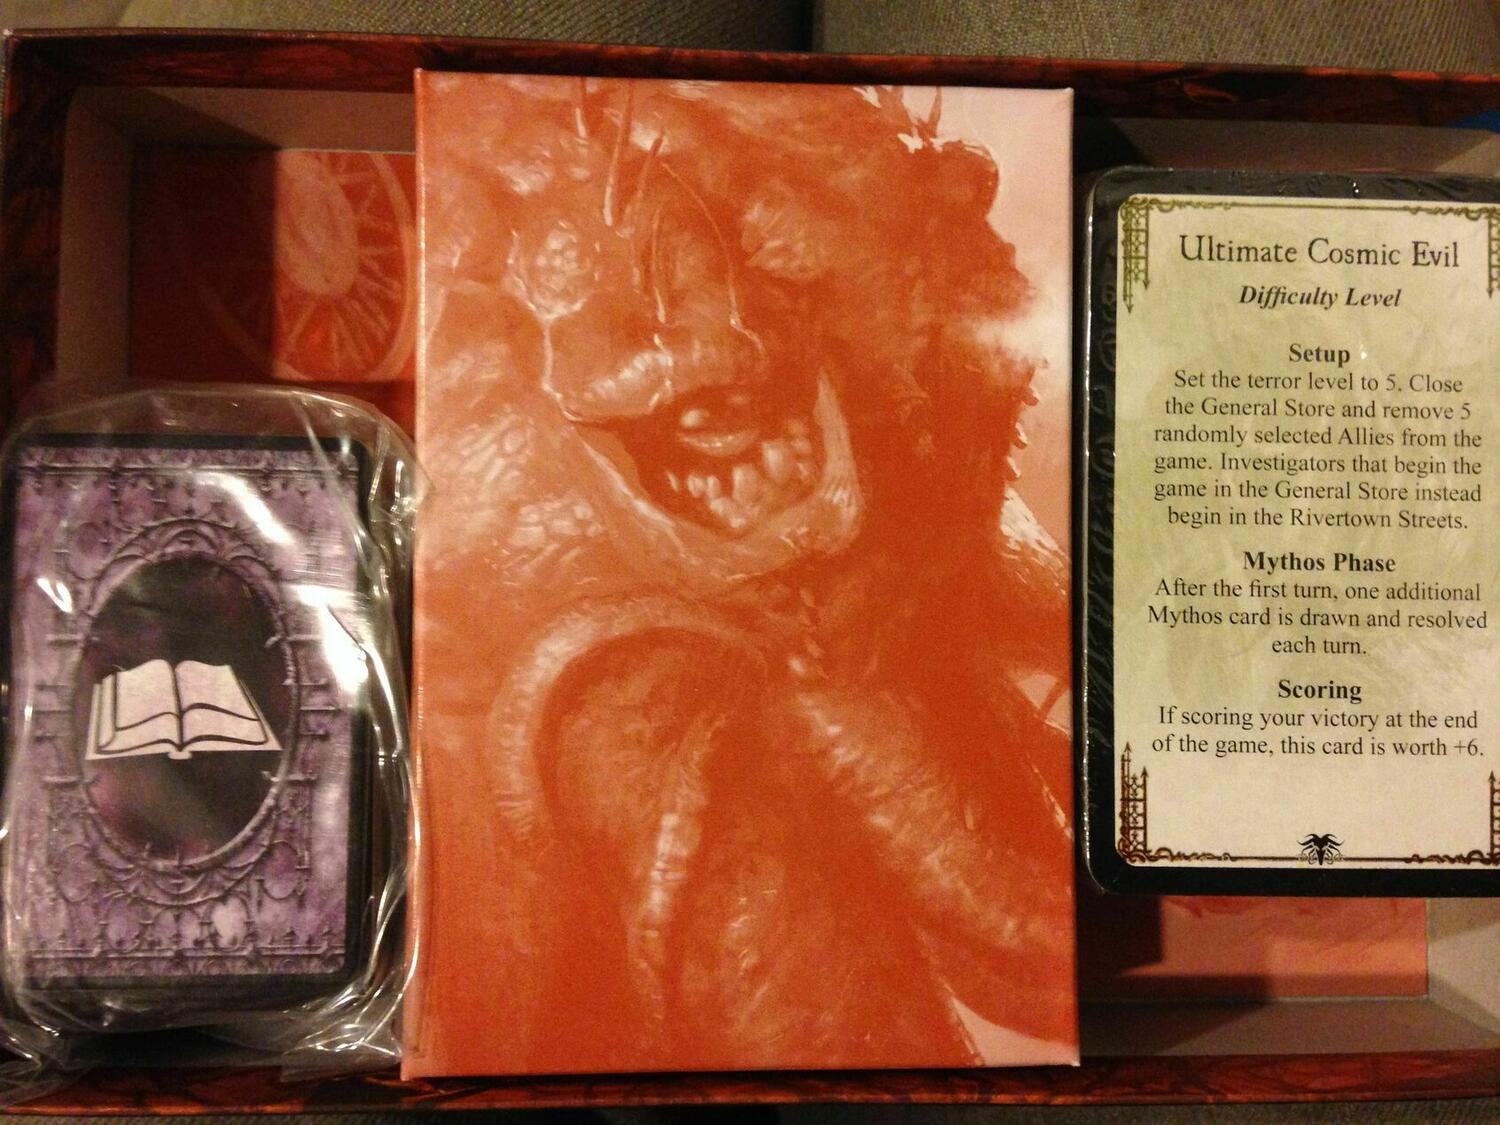 Ultimate Cosmic Evil
Difficulty Level
Setup
Set the terror level to 5. Close
the General Store and remove 5
randomly selected Allies from the
game. Investigators that begin the
game in the General Store instead
begin in the Rivertown Streets.
Mythos Phase
After the first turn, one additional
Mythos card is drawn and resolved
each turn.
Scoring
If scoring your victory at the end
of the game, this card is worth +6.